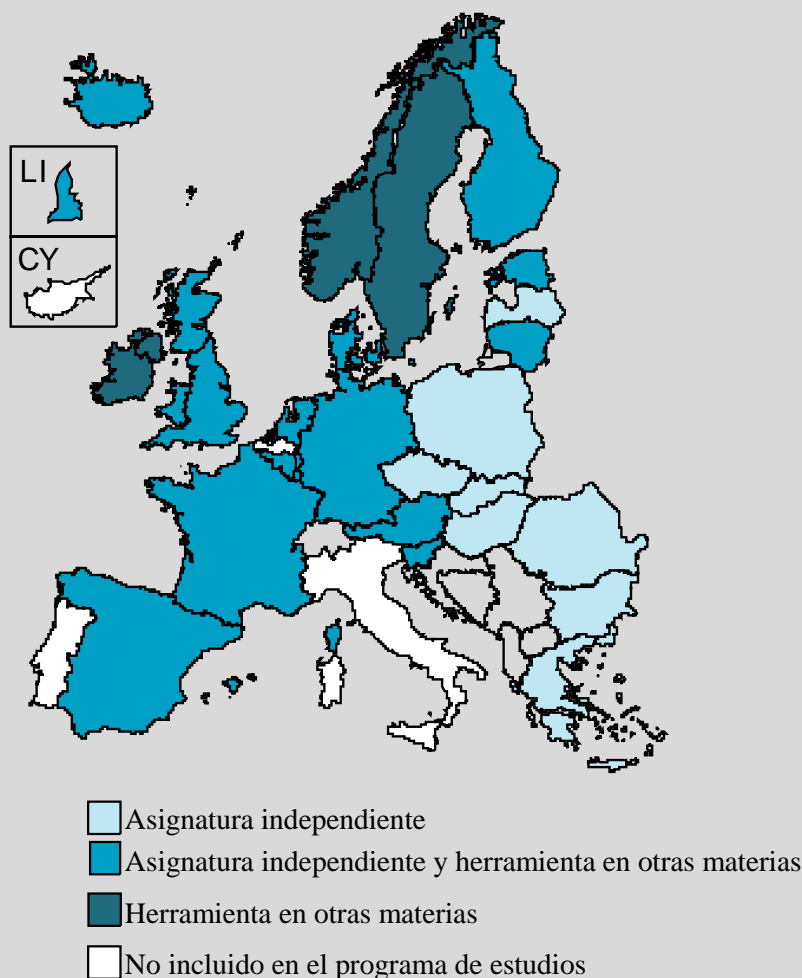 LI
CY
Asignatura independiente
Asignatura independiente y herramienta en otras materias
Herramienta en otras materias
No incluido en el programa de estudios